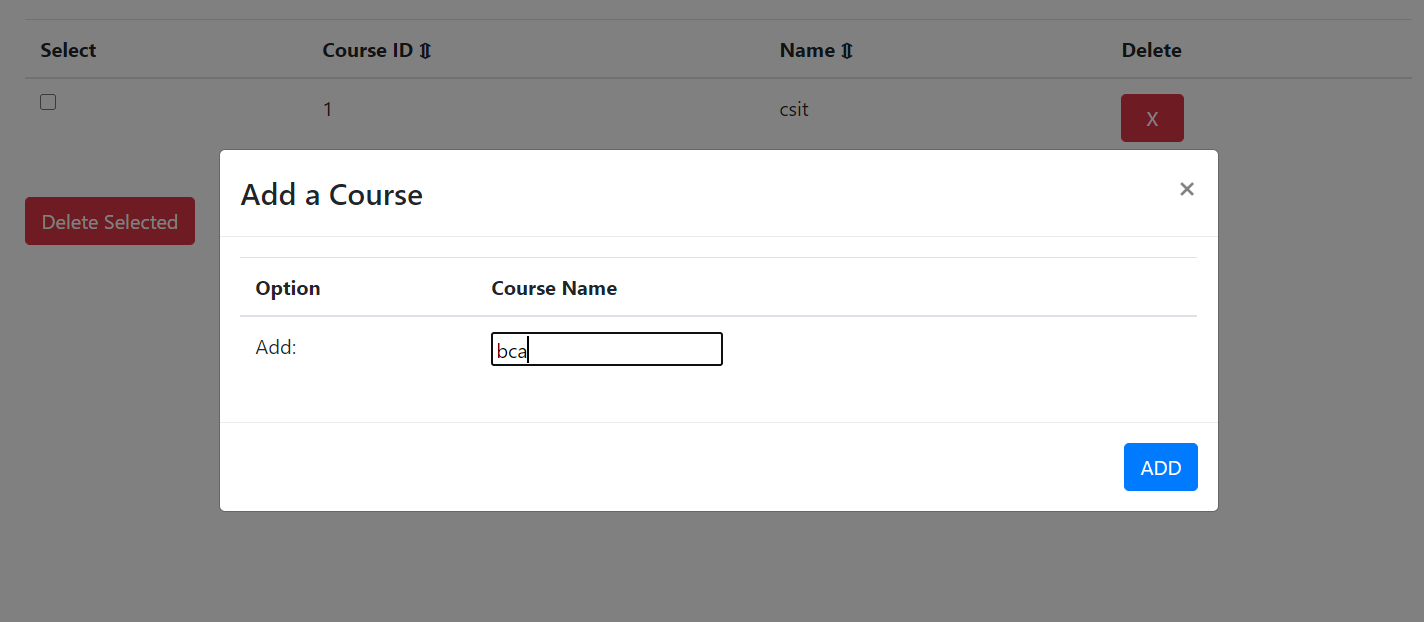 Select Course ID ⇕ Name ⇕ Delete
1 csit X
Delete Selected
Add a Course ×
Option Course Name
Add: bca
ADD